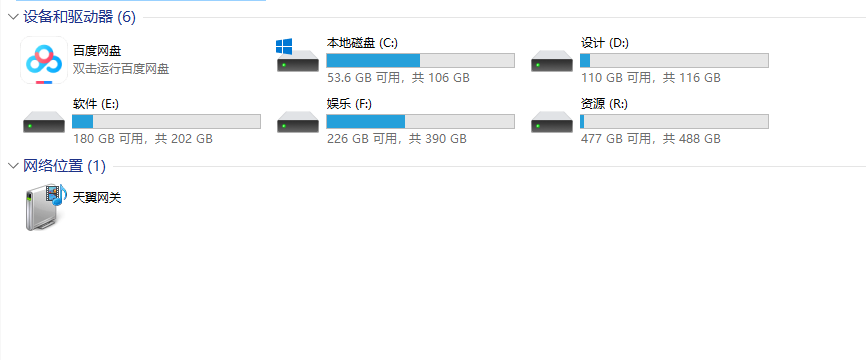 设备和驱动器 (6)
百度网盘
双击运行百度网盘
本地磁盘 (C:)
53.6 GB 可用，共 106 GB
设计 (D:)
110 GB 可用，共 116 GB
软件 (E:)
180 GB 可用，共 202 GB
娱乐 (F:)
226 GB 可用，共 390 GB
资源 (R:)
477 GB 可用，共 488 GB
网络位置 (1)
天翼网关